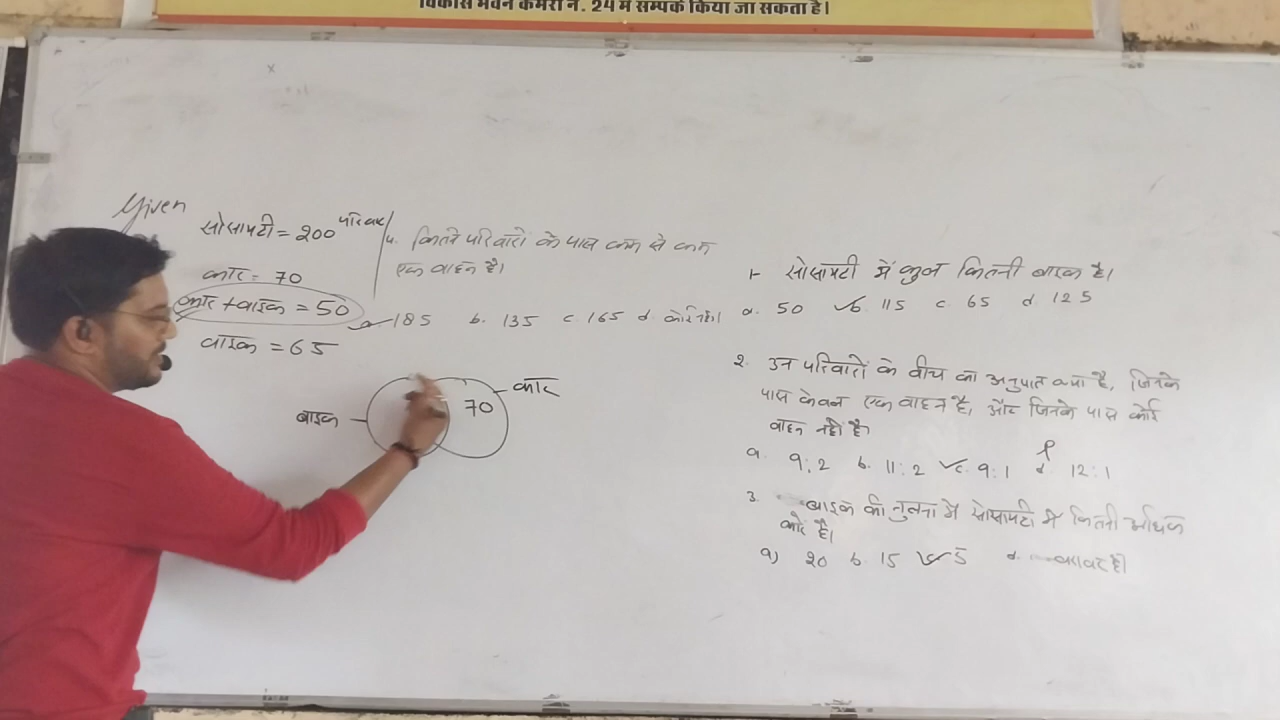 विकास भवन कमरा नं. 24 में सम्पर्क किया जा सकता है।
Given
सोसायटी = 200 परिवार
कार = 70
कार + बाइक = 50
बाइक = 65
4. कितने परिवारों के पास कम से कम
एक वाहन है।
a. 185 b. 135 c. 165 d. कोई नही।
बाइक
70
कार
1- सोसायटी में कुल कितनी बाइक है।
a. 50 b. 115 c. 65 d. 125
2. उन परिवारों के बीच का अनुपात क्या है, जिनके
पास केवल एक वाहन है, और जिनके पास कोई
वाहन नही है।
a. 9:2 b. 11:2 c. 9:1 d. 12:1
3. बाइक की तुलना में सोसायटी में कितनी अधिक
कारे है।
a) 20 b. 15 5 d. बराबर है।